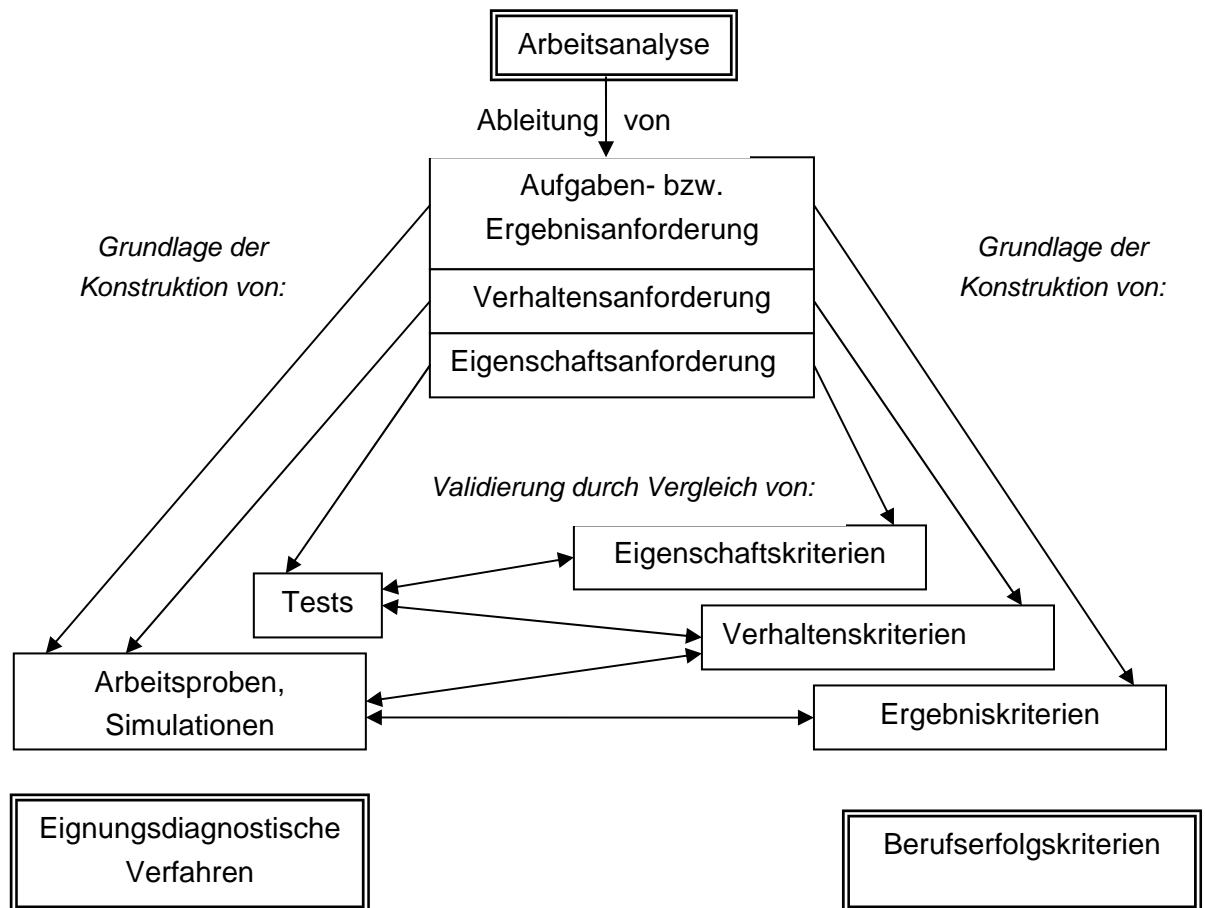 Arbeitsanalyse
Ableitung von
Aufgaben- bzw.
Ergebnisanforderung
Grundlage der
Konstruktion von:
Grundlage der
Konstruktion von:
Verhaltensanforderung
Eigenschaftsanforderung
Validierung durch Vergleich von:
Eigenschaftskriterien
Tests
Verhaltenskriterien
Arbeitsproben,
Simulationen
Ergebniskriterien
Eignungsdiagnostische
Verfahren
Berufserfolgskriterien